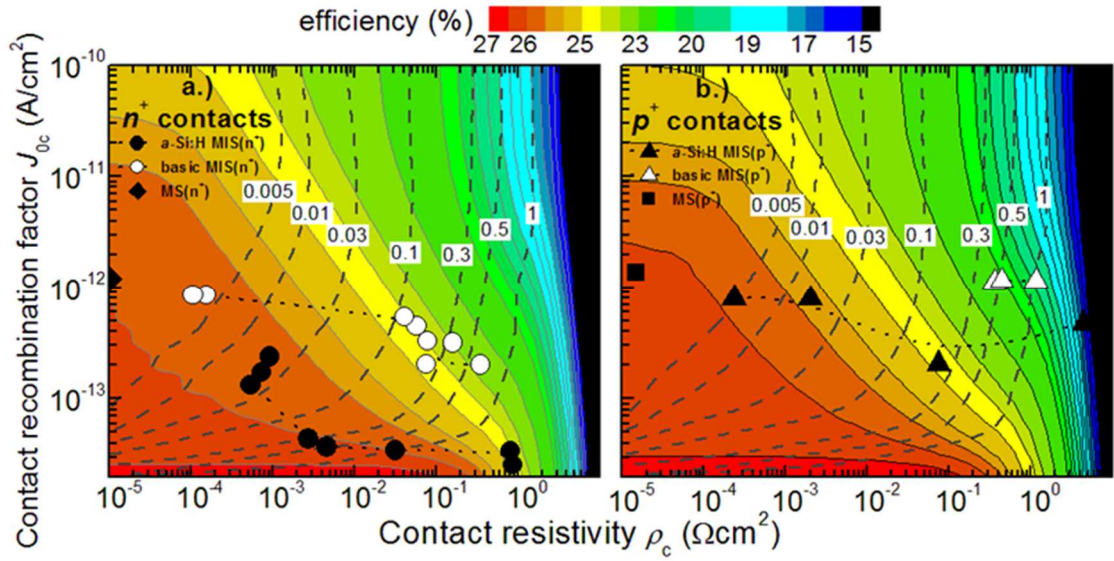 efficiency (%)
27 26 25 23 20 19 17 15
Contact recombination factor J0c (A/cm²)
10⁻¹⁰
10⁻¹¹
10⁻¹²
10⁻¹³
a.)
n⁺ contacts
a-Si:H MIS(n⁺)
basic MIS(n⁺)
MS(n⁺)
0.005
0.01
0.03
0.1
0.3
0.5
1
b.)
p⁺ contacts
a-Si:H MIS(p⁺)
basic MIS(p⁺)
MS(p⁺)
0.005
0.01
0.03
0.1
0.3
0.5
1
10⁻⁵ 10⁻⁴ 10⁻³ 10⁻² 10⁻¹ 10⁰
10⁻⁵ 10⁻⁴ 10⁻³ 10⁻² 10⁻¹ 10⁰
Contact resistivity ρc (Ωcm²)